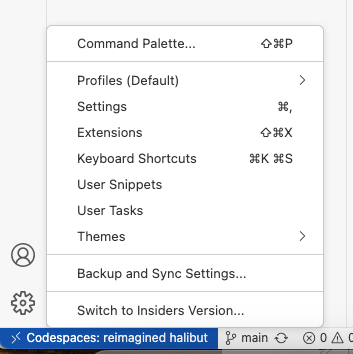 Command Palette... ⇧⌘P
Profiles (Default)
Settings ⌘,
Extensions ⇧⌘X
Keyboard Shortcuts ⌘K ⌘S
User Snippets
User Tasks
Themes
Backup and Sync Settings...
Switch to Insiders Version...
Codespaces: reimagined halibut main 0